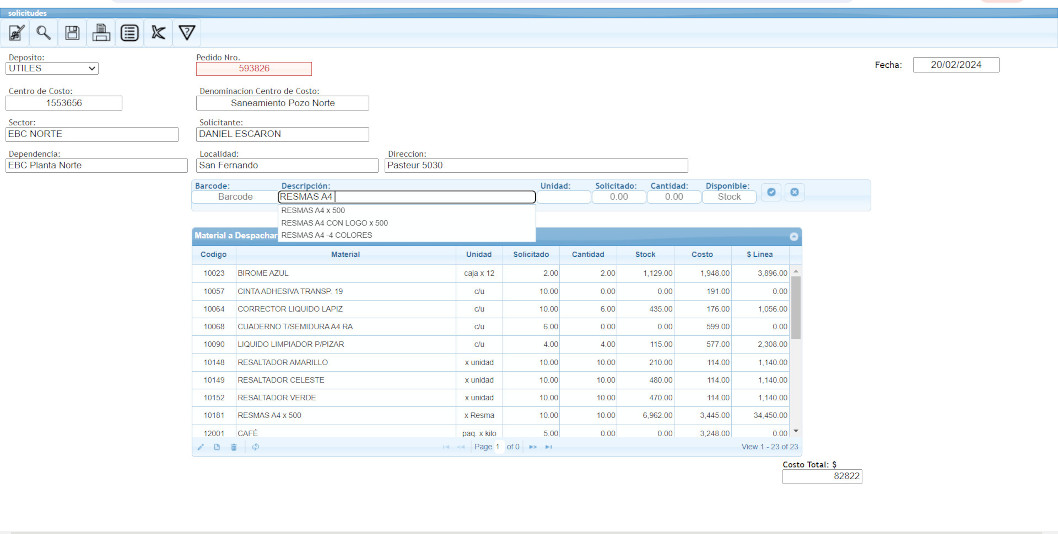 solicitudes
Deposito:
UTILES
Pedido Nro.
593826
Fecha: 20/02/2024
Centro de Costo:
1553656
Denominacion Centro de Costo:
Saneamiento Pozo Norte
Sector:
EBC NORTE
Solicitante:
DANIEL ESCARON
Dependencia:
EBC Planta Norte
Localidad:
San Fernando
Direccion:
Pasteur 5030
Barcode: Descripción: Unidad: Solicitado: Cantidad: Disponible:
Barcode RESMAS A4 0.00 0.00 Stock
RESMAS A4 x 500
RESMAS A4 CON LOGO x 500
RESMAS A4 -4 COLORES
Material a Despachar
Codigo Material Unidad Solicitado Cantidad Stock Costo $ Linea
10023 BIROME AZUL caja x 12 2.00 2.00 1,129.00 1,948.00 3,896.00
10057 CINTA ADHESIVA TRANSP. 19 c/u 10.00 0.00 0.00 191.00 0.00
10064 CORRECTOR LIQUIDO LAPIZ c/u 10.00 6.00 435.00 176.00 1,056.00
10068 CUADERNO T/SEMIDURA A4 RA c/u 6.00 0.00 0.00 599.00 0.00
10090 LIQUIDO LIMPIADOR P/PIZAR c/u 4.00 4.00 115.00 577.00 2,308.00
10148 RESALTADOR AMARILLO x unidad 10.00 10.00 210.00 114.00 1,140.00
10149 RESALTADOR CELESTE x unidad 10.00 10.00 480.00 114.00 1,140.00
10152 RESALTADOR VERDE x unidad 10.00 10.00 470.00 114.00 1,140.00
10181 RESMAS A4 x 500 x Resma 10.00 10.00 6,962.00 3,445.00 34,450.00
12001 CAFÉ paq. x kilo 5.00 0.00 0.00 3,248.00 0.00
Page 1 of 0 View 1 - 23 of 23
Costo Total: $
82822